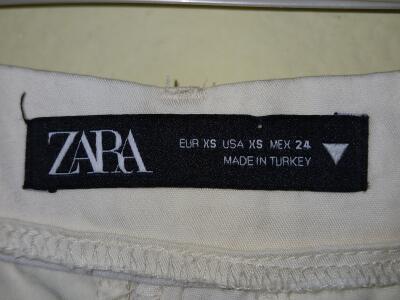 ZARA
EUR XS USA XS MEX 24
MADE IN TURKEY